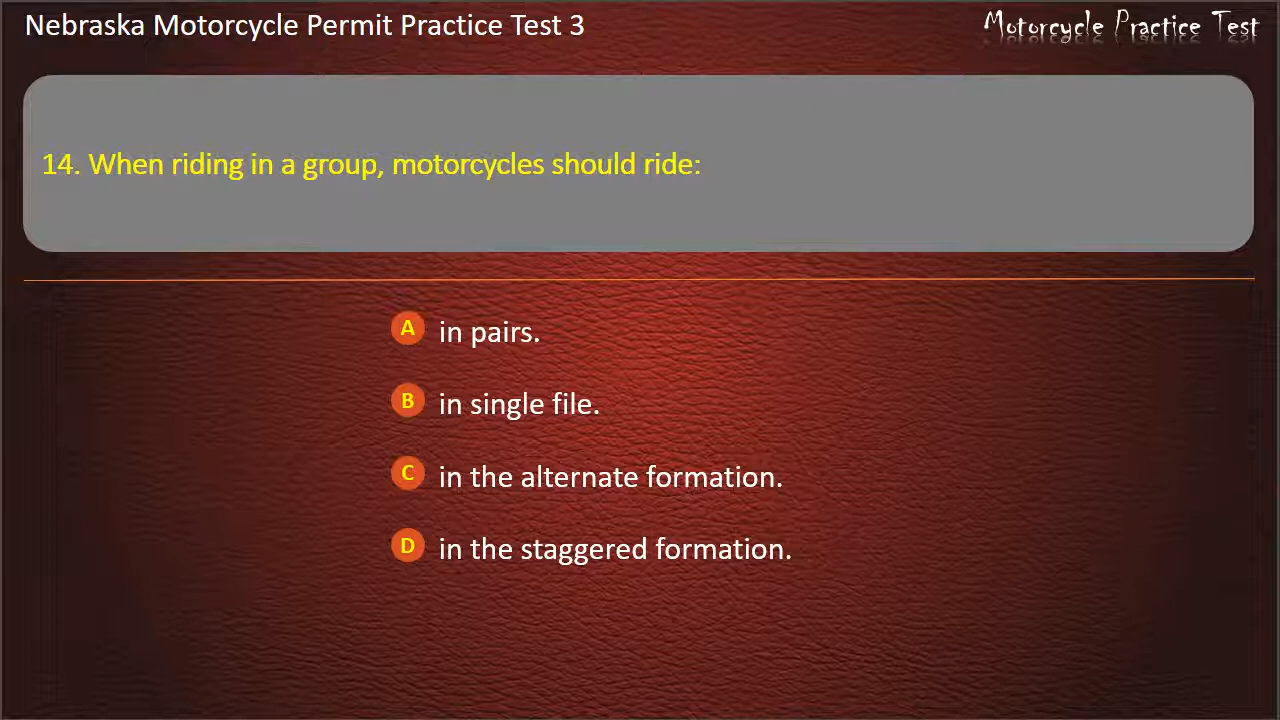 Nebraska Motorcycle Permit Practice Test 3
Motorcycle Practice Test
14. When riding in a group, motorcycles should ride:
A in pairs.
B in single file.
C in the alternate formation.
D in the staggered formation.